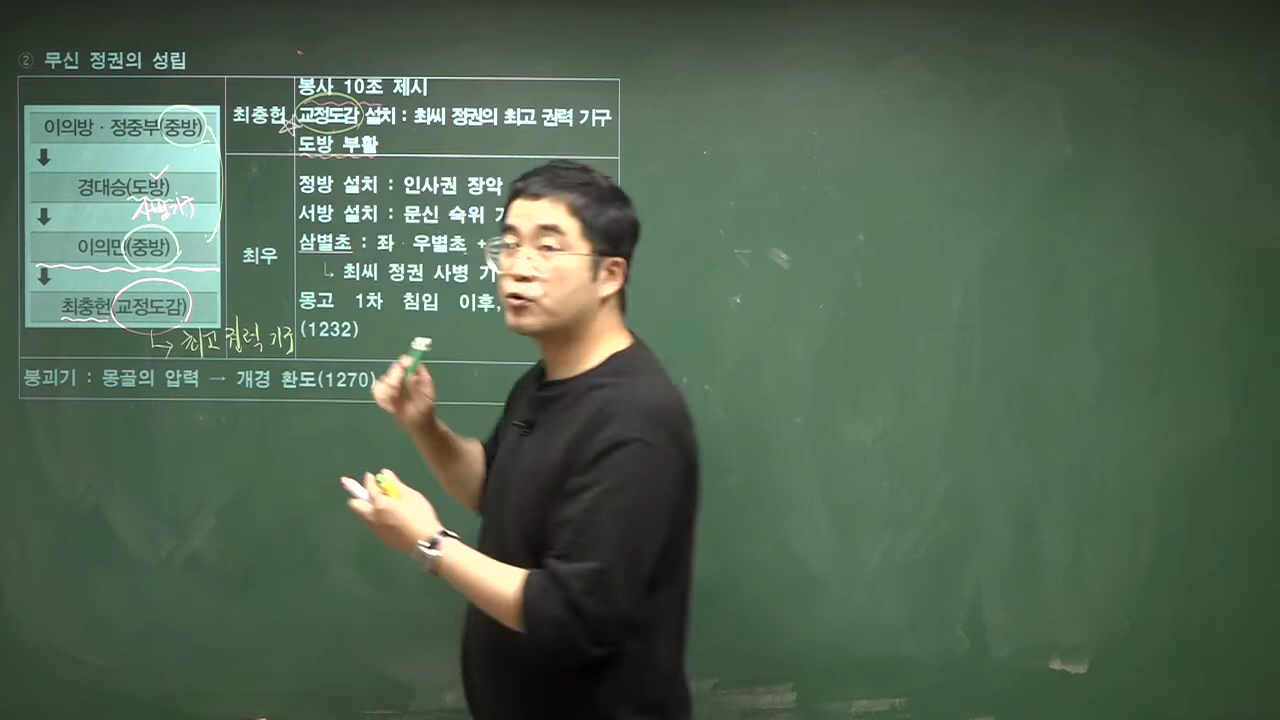 ② 무신 정권의 성립
이의방 · 정중부(중방)
경대승(도방)
사병기구
이의민(중방)
최충헌(교정도감)
최고 권력 기구
최충헌
봉사 10조 제시
교정도감 설치 : 최씨 정권의 최고 권력 기구
도방 부활
최우
정방 설치 : 인사권 장악
서방 설치 : 문신 숙위
삼별초 : 좌 · 우별초 +
최씨 정권 사병
몽고 1차 침입 이후,
(1232)
붕괴기 : 몽골의 압력 → 개경 환도(1270)